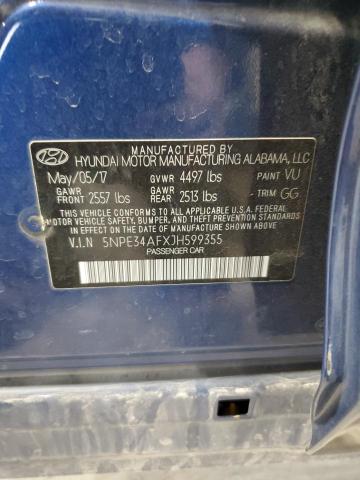 MANUFACTURED BY
HYUNDAI MOTOR MANUFACTURING ALABAMA, LLC
May/05/17 GVWR 4497 lbs PAINT VU
GAWR FRONT 2557 lbs GAWR REAR 2513 lbs TRIM GG
THIS VEHICLE CONFORMS TO ALL APPLICABLE U.S. FEDERAL
MOTOR VEHICLE SAFETY, BUMPER, AND THEFT PREVENTION
STANDARDS IN EFFECT ON THE DATE OF MANUFACTURE SHOWN ABOVE.
V.I.N 5NPE34AFXJH599355
PASSENGER CAR